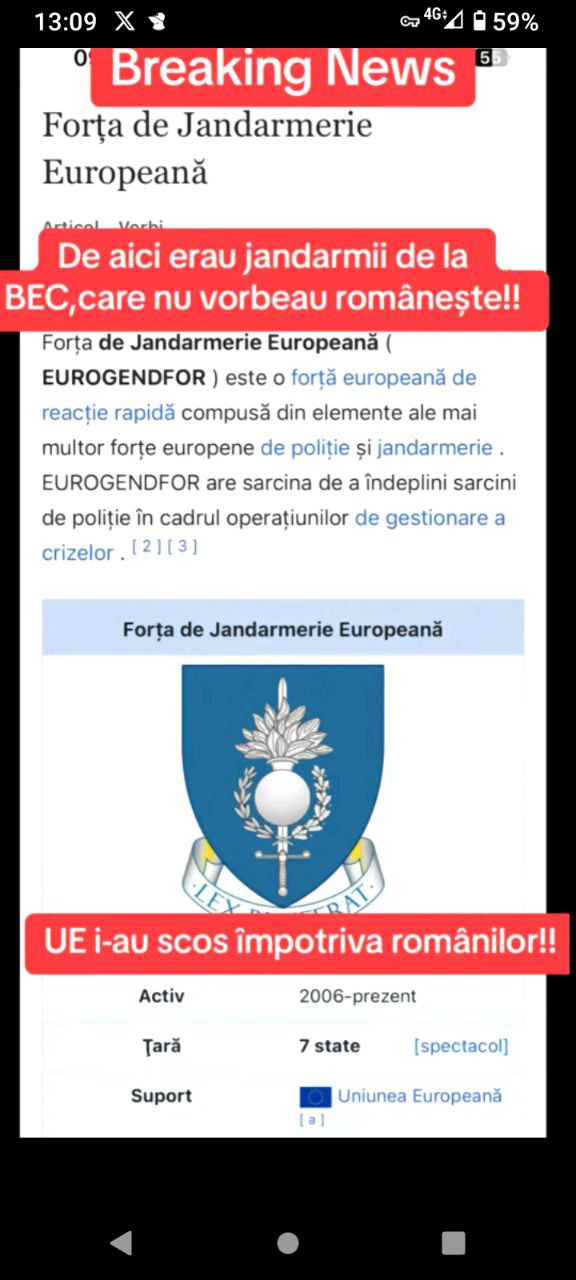 13:09 X 4G 59%
Breaking News
55
Forța de Jandarmerie
Europeană
Articol Vorbi
De aici erau jandarmii de la
BEC,care nu vorbeau românește!!
Forța de Jandarmerie Europeană (
EUROGENDFOR ) este o forță europeană de
reacție rapidă compusă din elemente ale mai
multor forțe europene de poliție și jandarmerie .
EUROGENDFOR are sarcina de a îndeplini sarcini
de poliție în cadrul operațiunilor de gestionare a
crizelor . [ 2 ] [ 3 ]
Forța de Jandarmerie Europeană
LEX
UE i-au scos împotriva românilor!!
Activ 2006-prezent
Ţară 7 state [spectacol]
Suport Uniunea Europeană
[ a ]